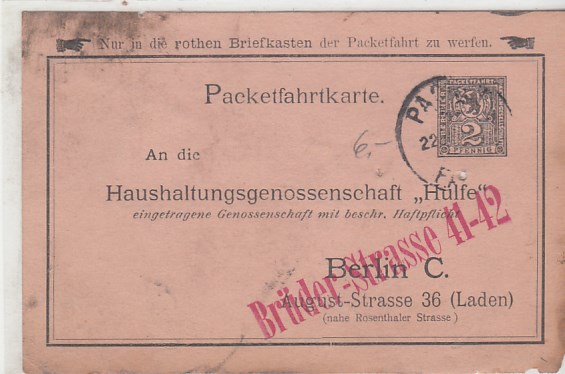 Nur in die rothen Briefkasten der Packetfahrt zu werfen.
Packetfahrtkarte.
PACKETFAHRT
2
PFENNIG
22
6,-
An die
Haushaltungsgenossenschaft „Hülfe“
eingetragene Genossenschaft mit beschr. Haftpflicht
Berlin C.
Brüder-Strasse 41-42
August-Strasse 36 (Laden)
(nahe Rosenthaler Strasse)